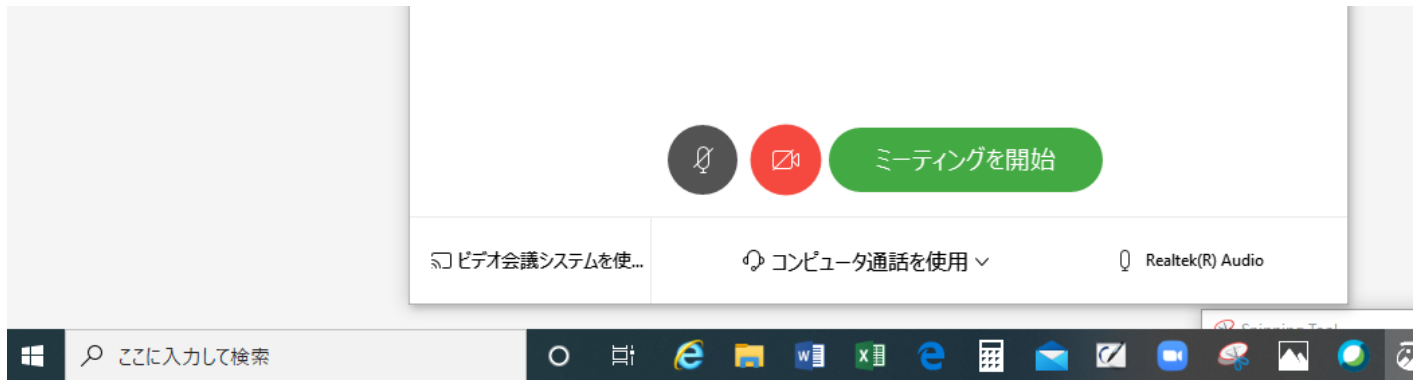 ミーティングを開始
ビデオ会議システムを使...
コンピュータ通話を使用
Realtek(R) Audio
Snipping Tool
ここに入力して検索